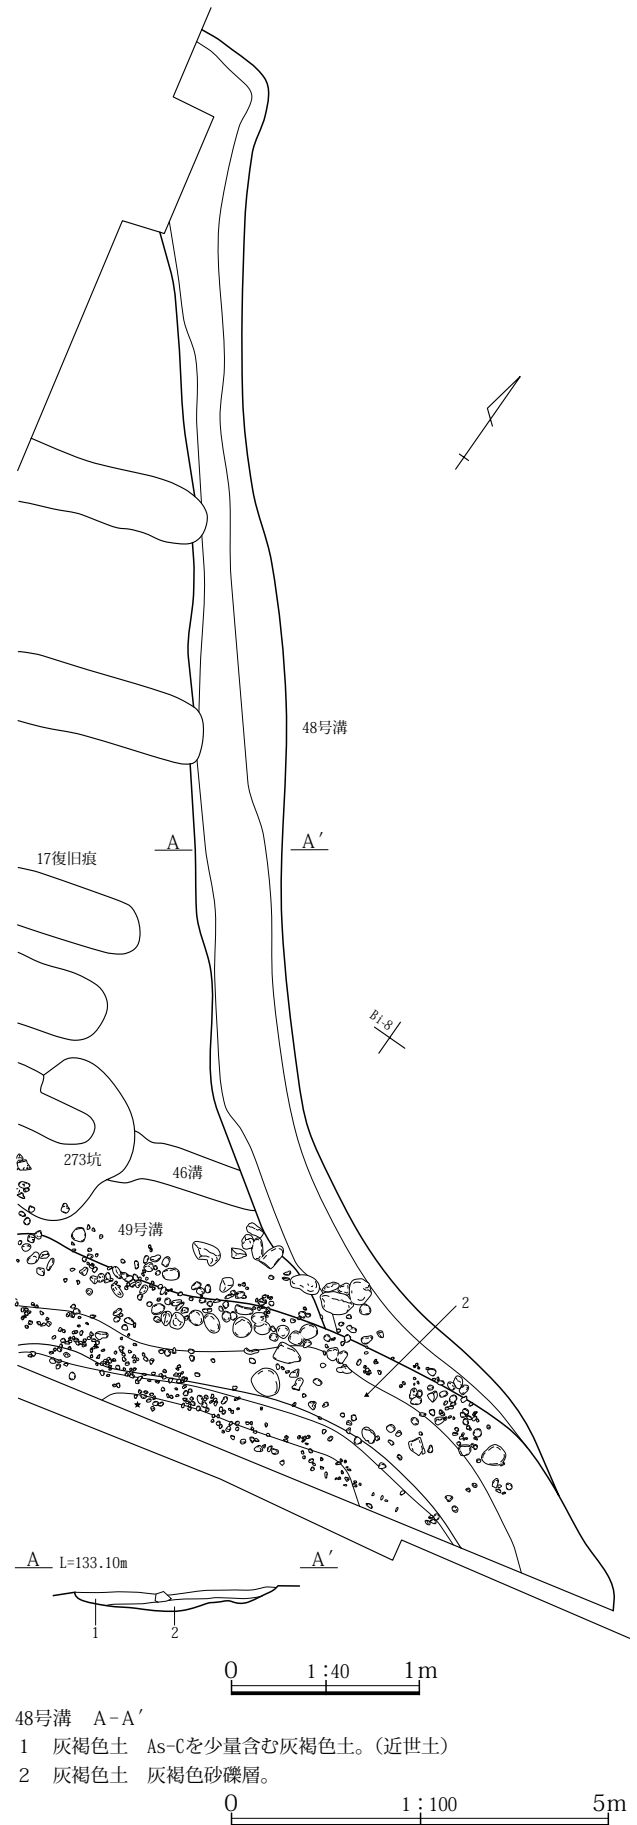 48号溝
A A′
17復旧痕
Bi-8
273坑
46溝
49号溝
2
A L=133.10m A′
1 2
0 1:40 1m
48号溝 A-A′
1 灰褐色土 As-Cを少量含む灰褐色土。(近世土)
2 灰褐色土 灰褐色砂礫層。
0 1:100 5m